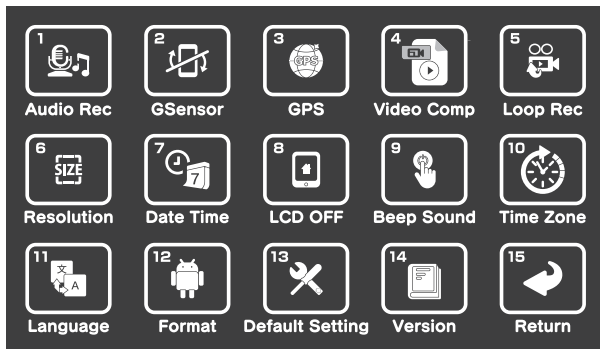 1 2 3 4 5
GPS
Audio Rec GSensor GPS Video Comp Loop Rec
6 7 8 9 10
SIZE 7
Resolution Date Time LCD OFF Beep Sound Time Zone
11 12 13 14 15
文 A
Language Format Default Setting Version Return